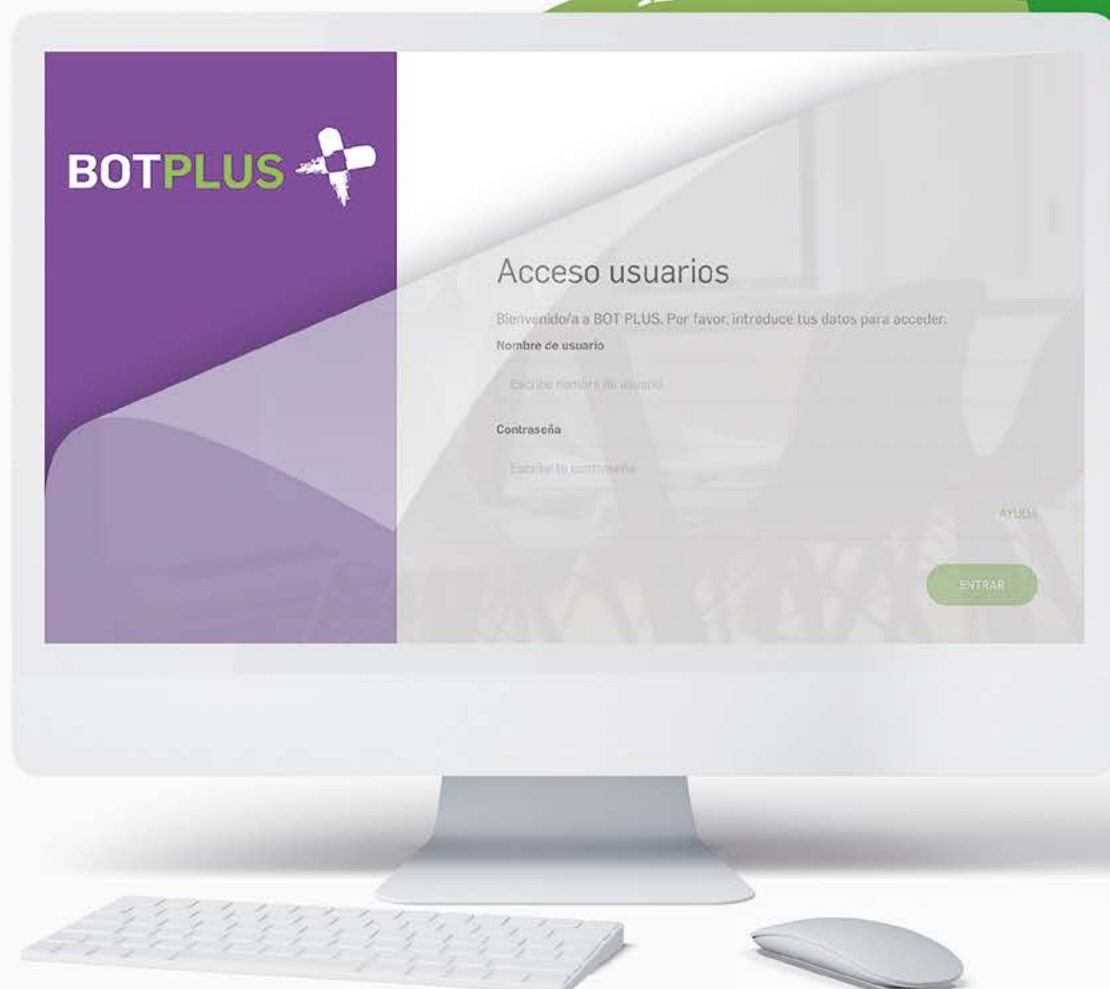 BOTPLUS
Acceso usuarios
Bienvenido/a a BOT PLUS. Por favor, introduce tus datos para acceder.
Nombre de usuario
Escribe nombre de usuario
Contraseña
Escribe tu contraseña
AYUDA
ENTRAR